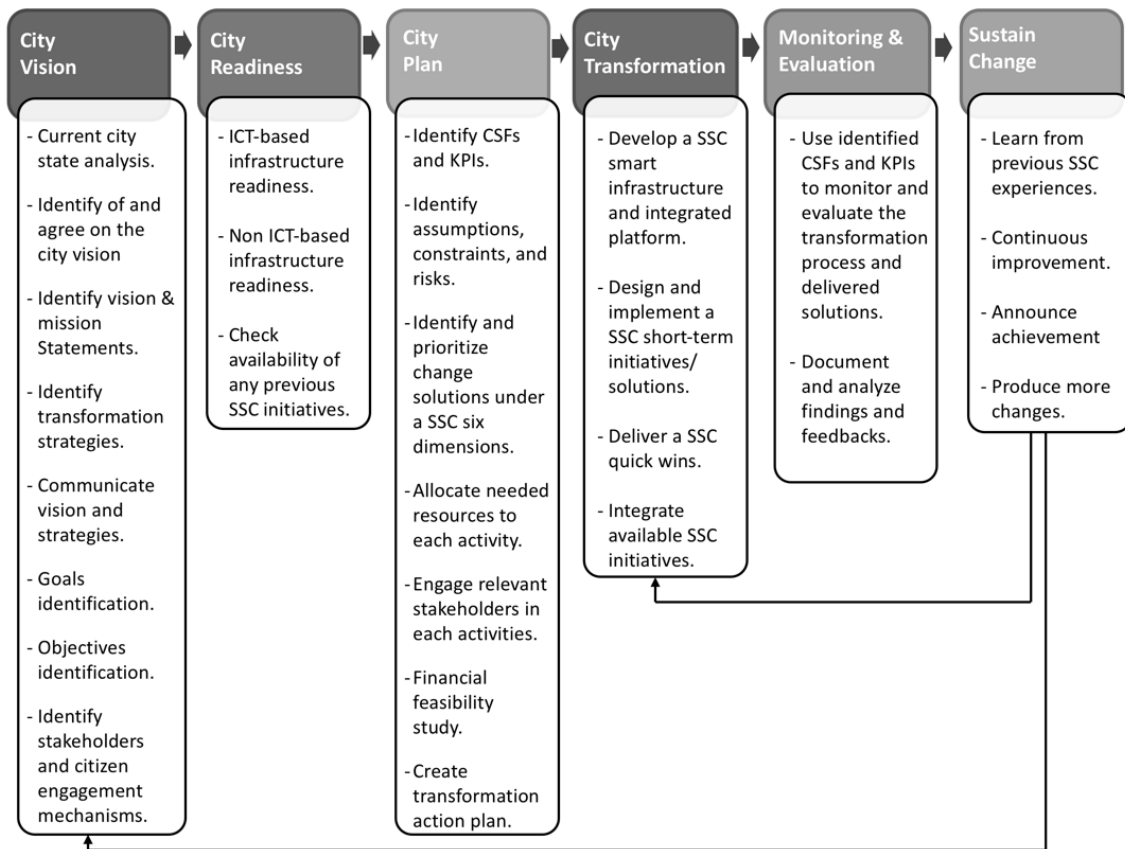 City
Vision
- Current city
state analysis.
- Identify of and
agree on the
city vision
- Identify vision &
mission
Statements.
- Identify
transformation
strategies.
- Communicate
vision and
strategies.
- Goals
identification.
- Objectives
identification.
- Identify
stakeholders
and citizen
engagement
mechanisms.
City
Readiness
- ICT-based
infrastructure
readiness.
- Non ICT-based
infrastructure
readiness.
- Check
availability of
any previous
SSC initiatives.
City
Plan
- Identify CSFs
and KPIs.
- Identify
assumptions,
constraints, and
risks.
- Identify and
prioritize
change
solutions under
a SSC six
dimensions.
- Allocate needed
resources to
each activity.
- Engage relevant
stakeholders in
each activities.
- Financial
feasibility
study.
- Create
transformation
action plan.
City
Transformation
- Develop a SSC
smart
infrastructure
and integrated
platform.
- Design and
implement a
SSC short-term
initiatives/
solutions.
- Deliver a SSC
quick wins.
- Integrate
available SSC
initiatives.
Monitoring &
Evaluation
- Use identified
CSFs and KPIs
to monitor and
evaluate the
transformation
process and
delivered
solutions.
- Document
and analyze
findings and
feedbacks.
Sustain
Change
- Learn from
previous SSC
experiences.
- Continuous
improvement.
- Announce
achievement
- Produce more
changes.